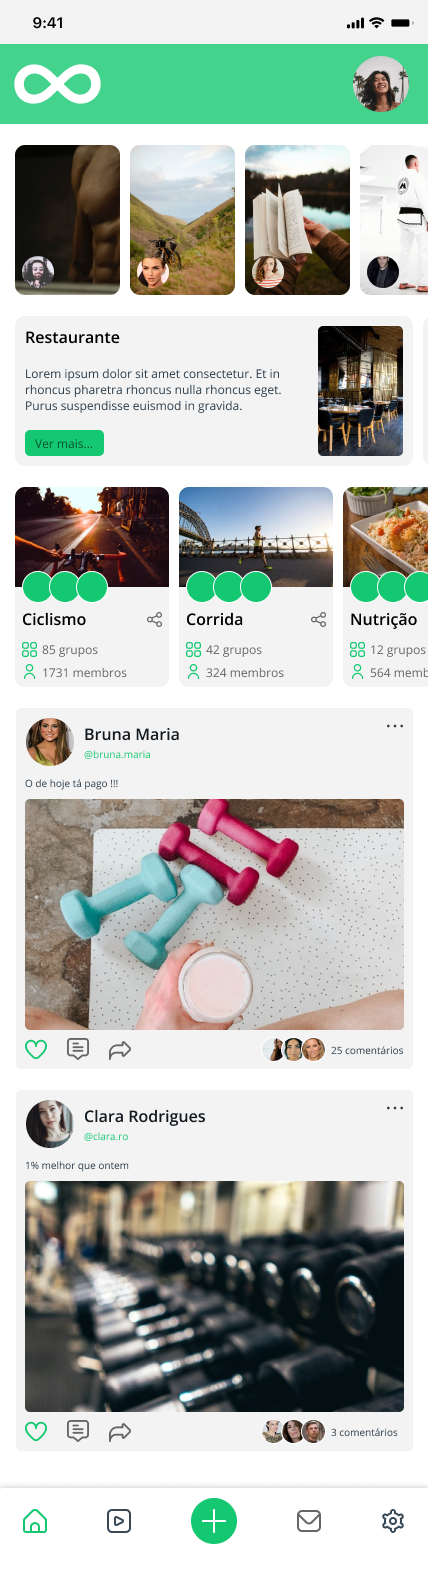 9:41
Restaurante
Lorem ipsum dolor sit amet consectetur. Et in
rhoncus pharetra rhoncus nulla rhoncus eget.
Purus suspendisse euismod in gravida.
Ver mais...
Ciclismo
85 grupos
1731 membros
Corrida
42 grupos
324 membros
Nutrição
12 grupos
564 memb
Bruna Maria
@bruna.maria
O de hoje tá pago !!!
25 comentários
Clara Rodrigues
@clara.ro
1% melhor que ontem
3 comentários